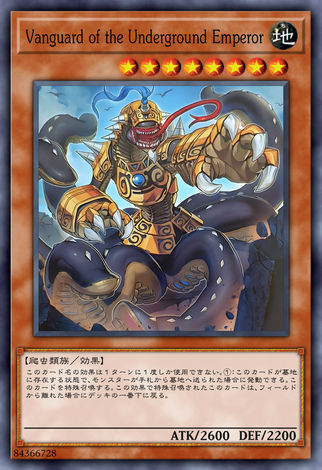 Vanguard of the Underground Emperor 地
【爬虫類族／効果】
このカード名の効果は１ターンに１度しか使用できない。①：このカードが墓地
に存在する状態で、モンスターが手札から墓地へ送られた場合に発動できる。こ
のカードを特殊召喚する。この効果で特殊召喚されたこのカードは、フィールド
から離れた場合にデッキの一番下に戻る。
ATK/2600 DEF/2200
84366728